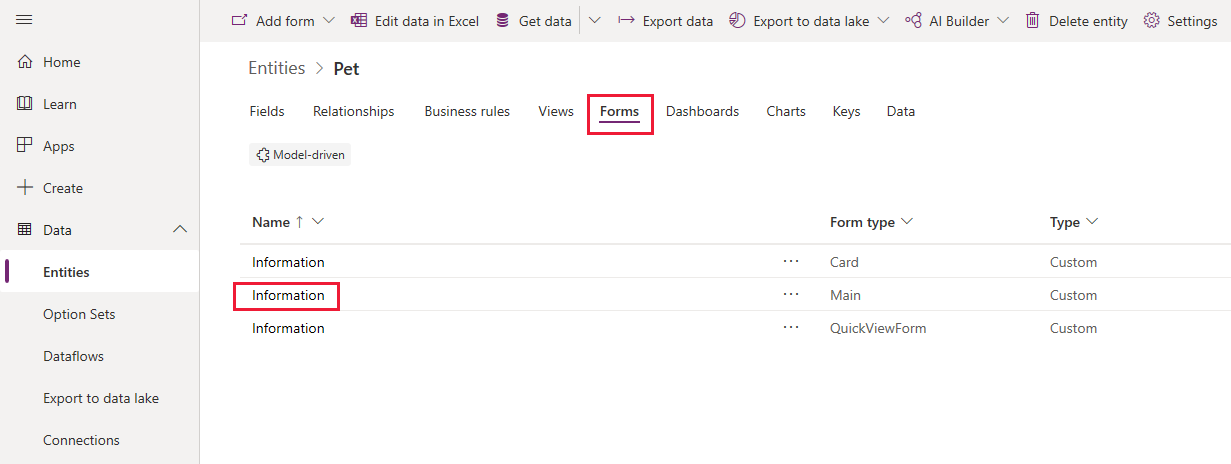 Add form Edit data in Excel Get data Export data Export to data lake AI Builder Delete entity Settings
Home
Learn
Apps
Create
Data
Entities
Option Sets
Dataflows
Export to data lake
Connections
Entities > Pet
Fields Relationships Business rules Views Forms Dashboards Charts Keys Data
Model-driven
Name ↑ Form type Type
Information ··· Card Custom
Information ··· Main Custom
Information ··· QuickViewForm Custom